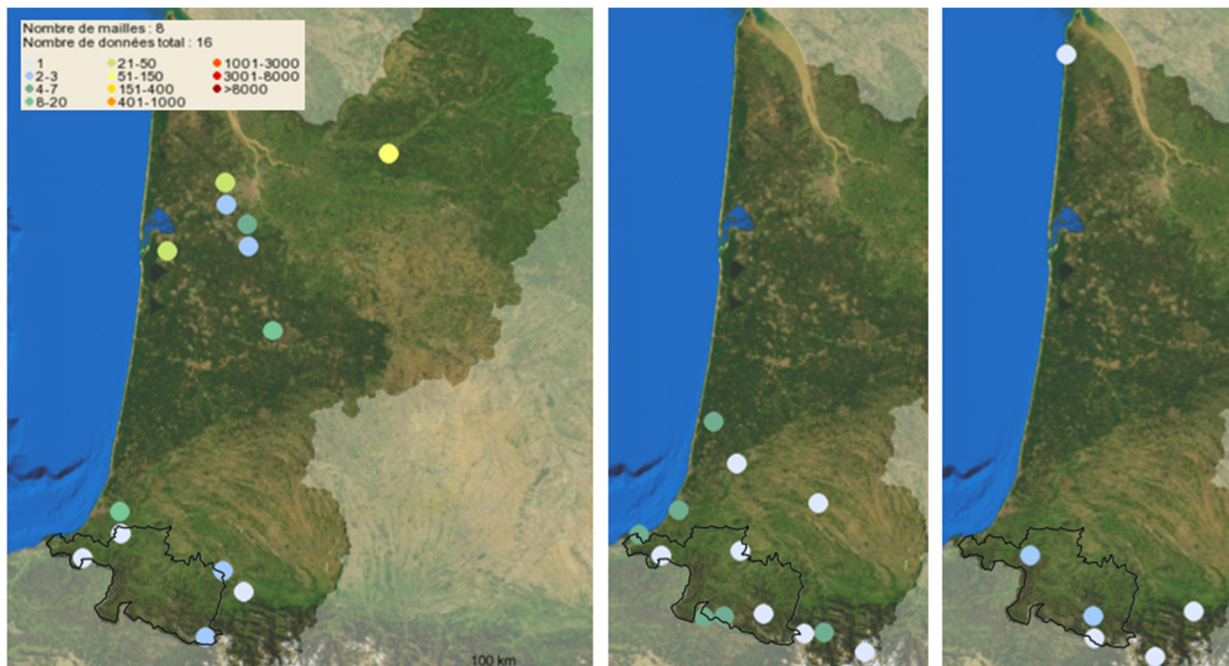 Nombre de mailles : 8
Nombre de données total : 16
1 21-50 1001-3000
2-3 51-150 3001-8000
4-7 151-400 >8000
8-20 401-1000
100 km